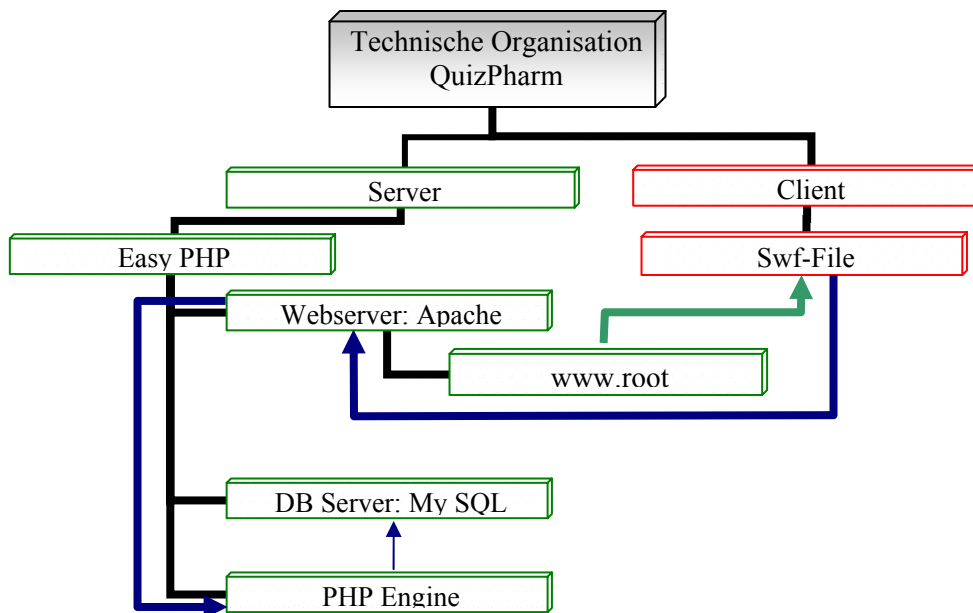 Technische Organisation
QuizPharm
Server
Client
Easy PHP
Swf-File
Webserver: Apache
www.root
DB Server: My SQL
PHP Engine